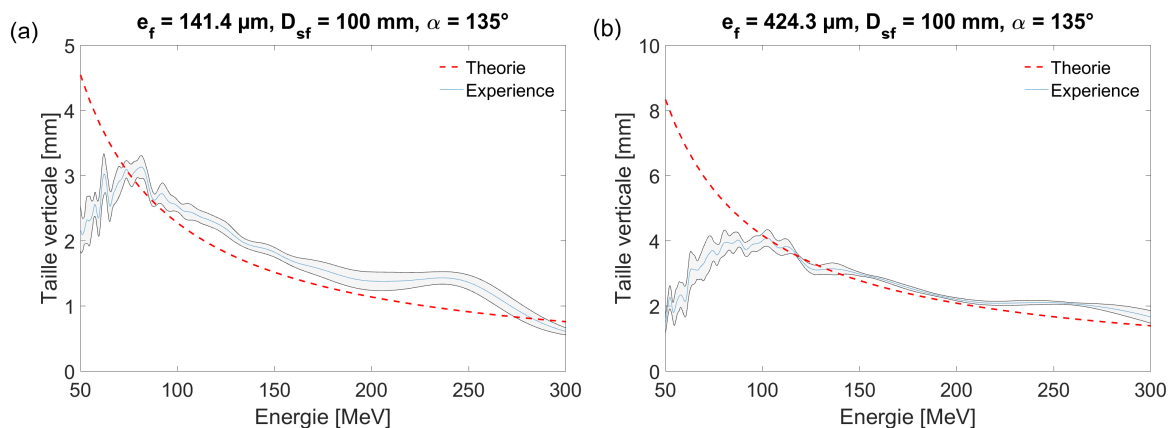 (a)
e_f = 141.4 µm, D_sf = 100 mm, α = 135°
5
4
3
2
1
0
Taille verticale [mm]
Theorie
Experience
50
100
150
200
250
300
Energie [MeV]
(b)
e_f = 424.3 µm, D_sf = 100 mm, α = 135°
10
8
6
4
2
0
Taille verticale [mm]
Theorie
Experience
50
100
150
200
250
300
Energie [MeV]